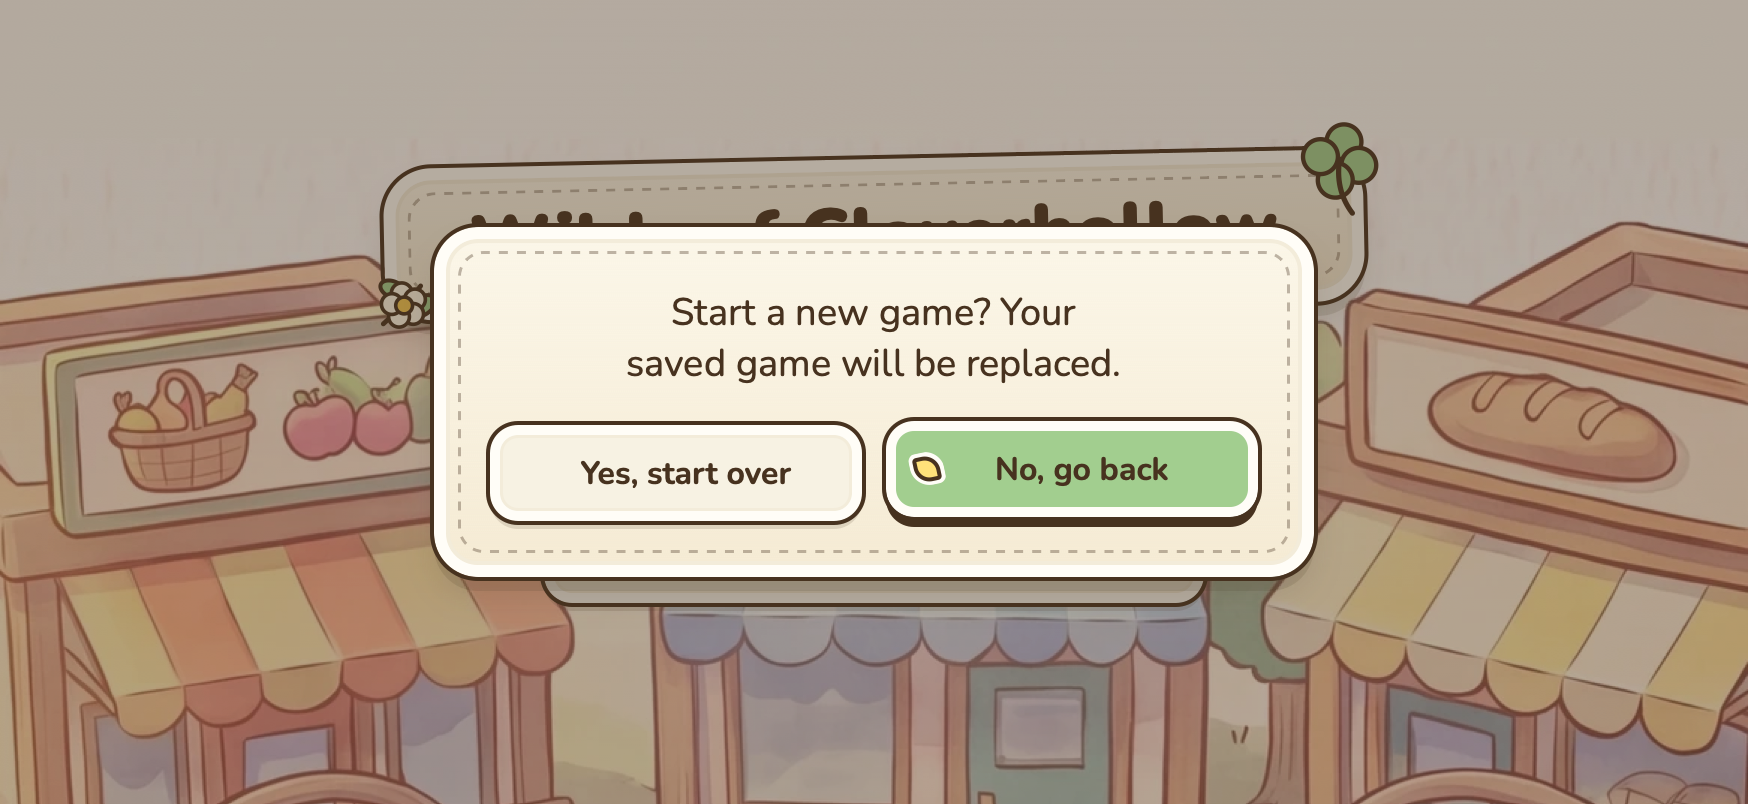 Start a new game? Your
saved game will be replaced.
Yes, start over
No, go back